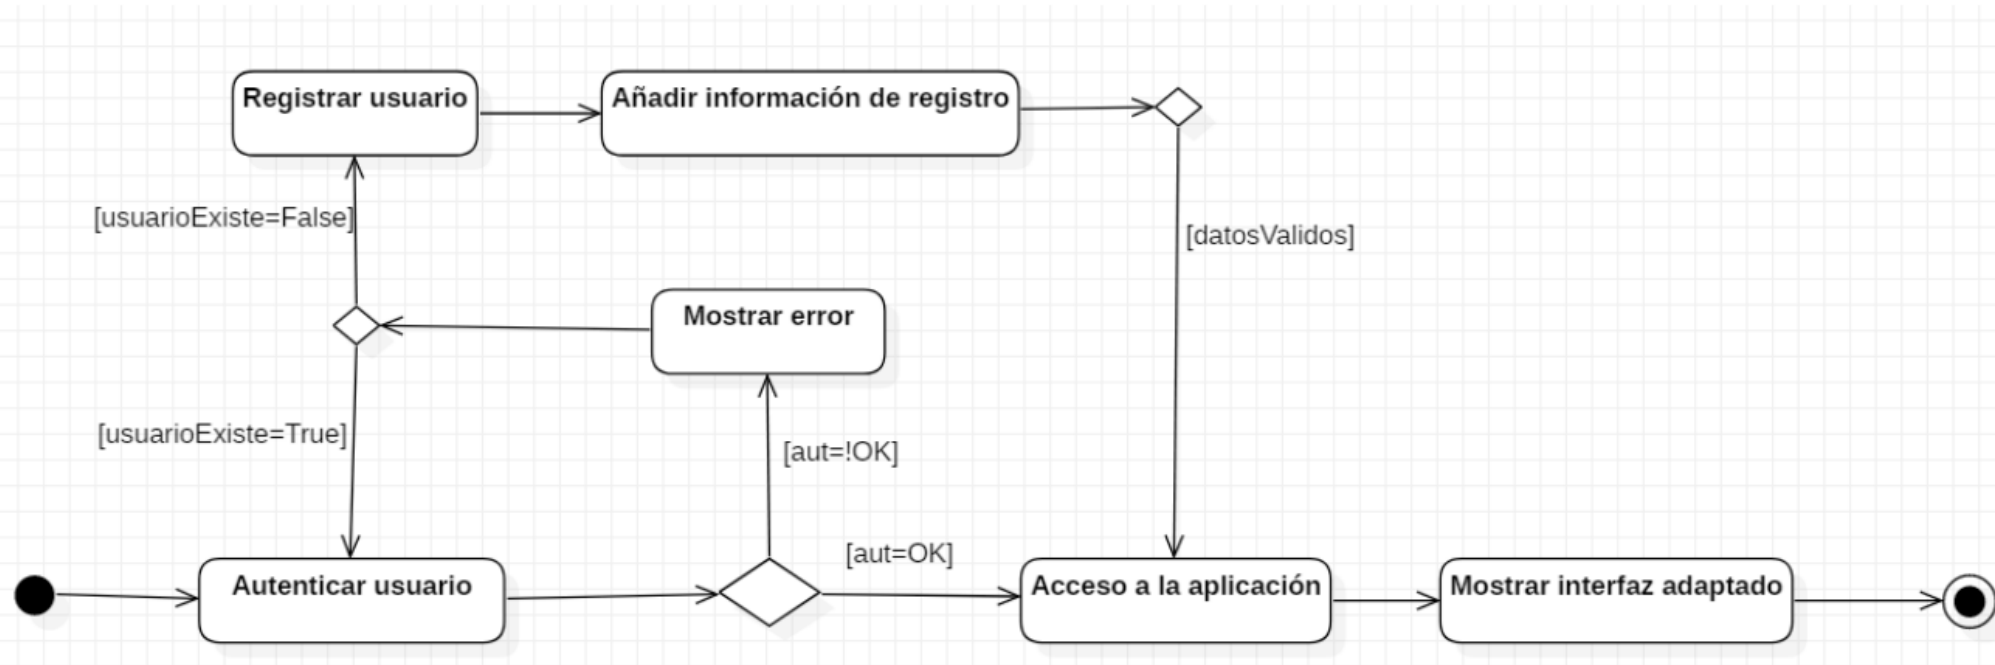 Registrar usuario
Añadir información de registro
[usuarioExiste=False]
[datosValidos]
Mostrar error
[usuarioExiste=True]
[aut=!OK]
[aut=OK]
Autenticar usuario
Acceso a la aplicación
Mostrar interfaz adaptado